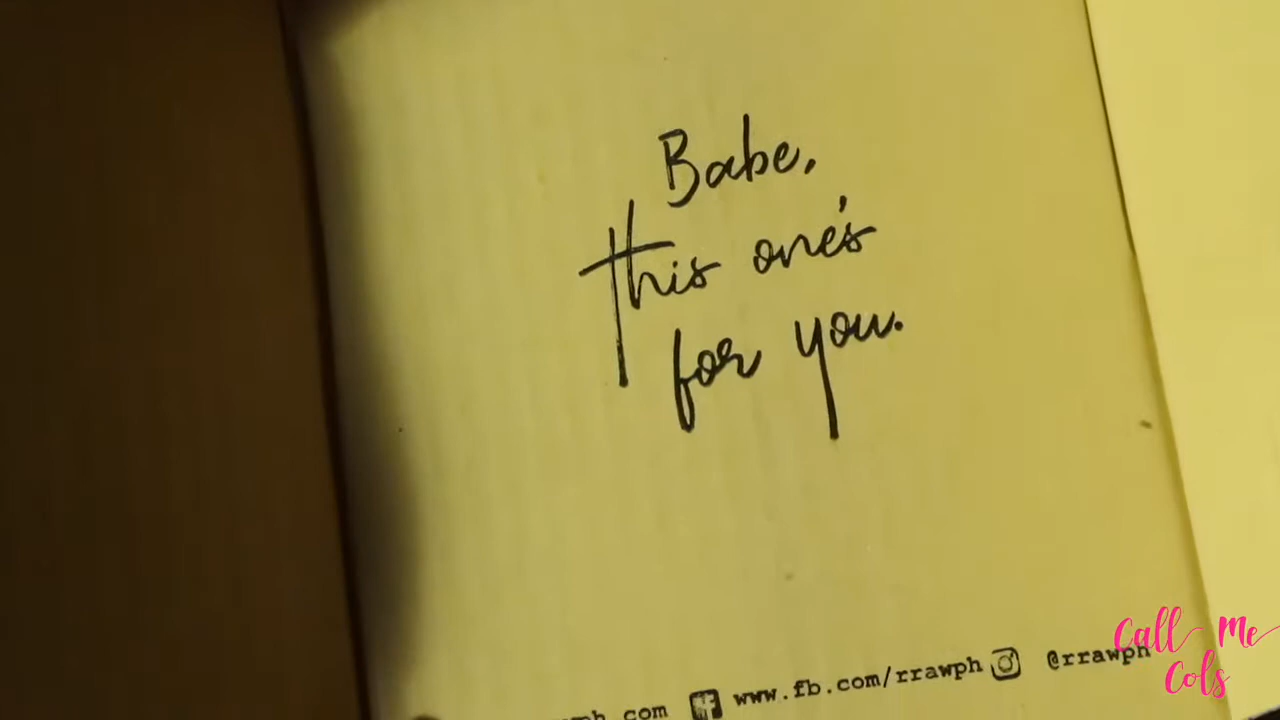 Babe,
this one's
for you.
www.fb.com/rrawph @rrawph
Call Me
Cols